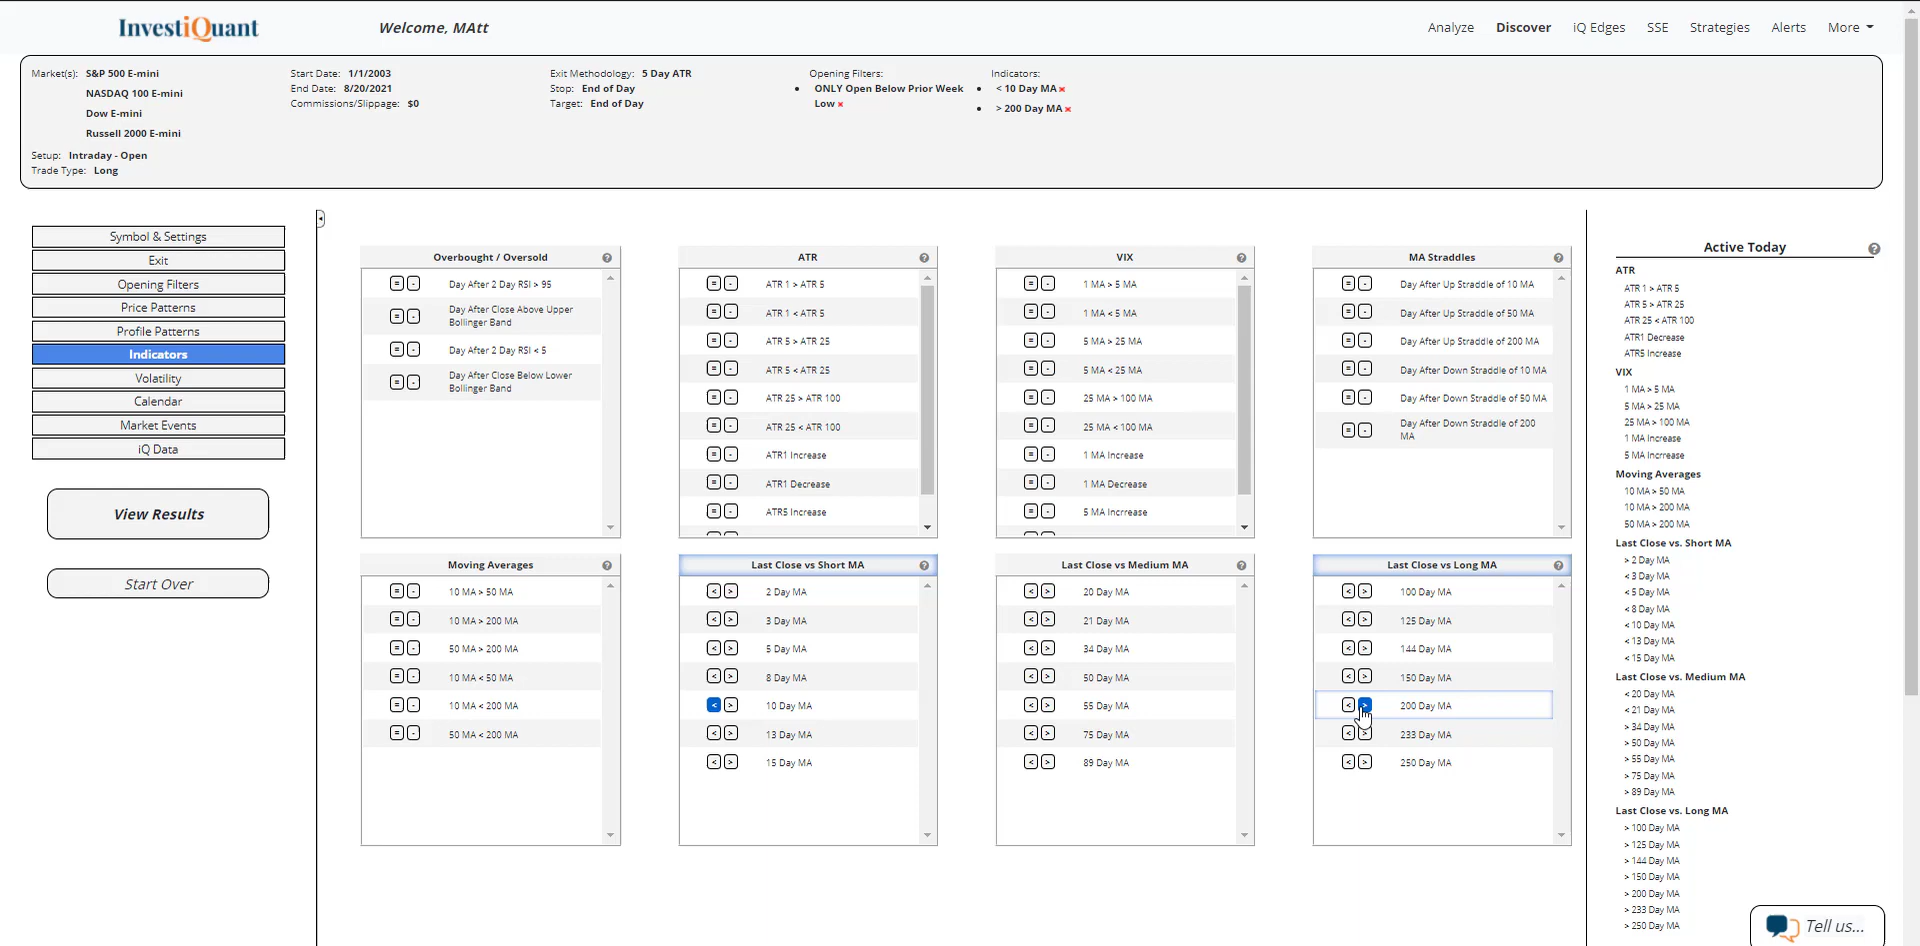 InvestiQuant
Welcome, MAtt
Analyze
Discover
iQ Edges
SSE
Strategies
Alerts
More
Market(s): S&P 500 E-mini
NASDAQ 100 E-mini
Dow E-mini
Russell 2000 E-mini
Setup: Intraday - Open
Trade Type: Long
Start Date: 1/1/2003
End Date: 8/20/2021
Commissions/Slippage: $0
Exit Methodology: 5 Day ATR
Stop: End of Day
Target: End of Day
Opening Filters:
ONLY Open Below Prior Week
Low
Indicators:
< 10 Day MA
> 200 Day MA
Symbol & Settings
Exit
Opening Filters
Price Patterns
Profile Patterns
Indicators
Volatility
Calendar
Market Events
iQ Data
View Results
Start Over
Overbought / Oversold
= - Day After 2 Day RSI > 95
= - Day After Close Above Upper
Bollinger Band
= - Day After 2 Day RSI < 5
= - Day After Close Below Lower
Bollinger Band
ATR
= - ATR 1 > ATR 5
= - ATR 1 < ATR 5
= - ATR 5 > ATR 25
= - ATR 5 < ATR 25
= - ATR 25 > ATR 100
= - ATR 25 < ATR 100
= - ATR1 Increase
= - ATR1 Decrease
= - ATR5 Increase
VIX
= - 1 MA > 5 MA
= - 1 MA < 5 MA
= - 5 MA > 25 MA
= - 5 MA < 25 MA
= - 25 MA > 100 MA
= - 25 MA < 100 MA
= - 1 MA Increase
= - 1 MA Decrease
= - 5 MA Incrrease
MA Straddles
= - Day After Up Straddle of 10 MA
= - Day After Up Straddle of 50 MA
= - Day After Up Straddle of 200 MA
= - Day After Down Straddle of 10 MA
= - Day After Down Straddle of 50 MA
= - Day After Down Straddle of 200
MA
Moving Averages
= - 10 MA > 50 MA
= - 10 MA > 200 MA
= - 50 MA > 200 MA
= - 10 MA < 50 MA
= - 10 MA < 200 MA
= - 50 MA < 200 MA
Last Close vs Short MA
< > 2 Day MA
< > 3 Day MA
< > 5 Day MA
< > 8 Day MA
< > 10 Day MA
< > 13 Day MA
< > 15 Day MA
Last Close vs Medium MA
< > 20 Day MA
< > 21 Day MA
< > 34 Day MA
< > 50 Day MA
< > 55 Day MA
< > 75 Day MA
< > 89 Day MA
Last Close vs Long MA
< > 100 Day MA
< > 125 Day MA
< > 144 Day MA
< > 150 Day MA
< > 200 Day MA
< > 233 Day MA
< > 250 Day MA
Active Today
ATR
ATR 1 > ATR 5
ATR 5 > ATR 25
ATR 25 < ATR 100
ATR1 Decrease
ATR5 Increase
VIX
1 MA > 5 MA
5 MA > 25 MA
25 MA > 100 MA
1 MA Increase
5 MA Incrrease
Moving Averages
10 MA > 50 MA
10 MA > 200 MA
50 MA > 200 MA
Last Close vs. Short MA
> 2 Day MA
< 3 Day MA
< 5 Day MA
< 8 Day MA
< 10 Day MA
< 13 Day MA
< 15 Day MA
Last Close vs. Medium MA
< 20 Day MA
< 21 Day MA
> 34 Day MA
> 50 Day MA
> 55 Day MA
> 75 Day MA
> 89 Day MA
Last Close vs. Long MA
> 100 Day MA
> 125 Day MA
> 144 Day MA
> 150 Day MA
> 200 Day MA
> 233 Day MA
> 250 Day MA
Tell us...